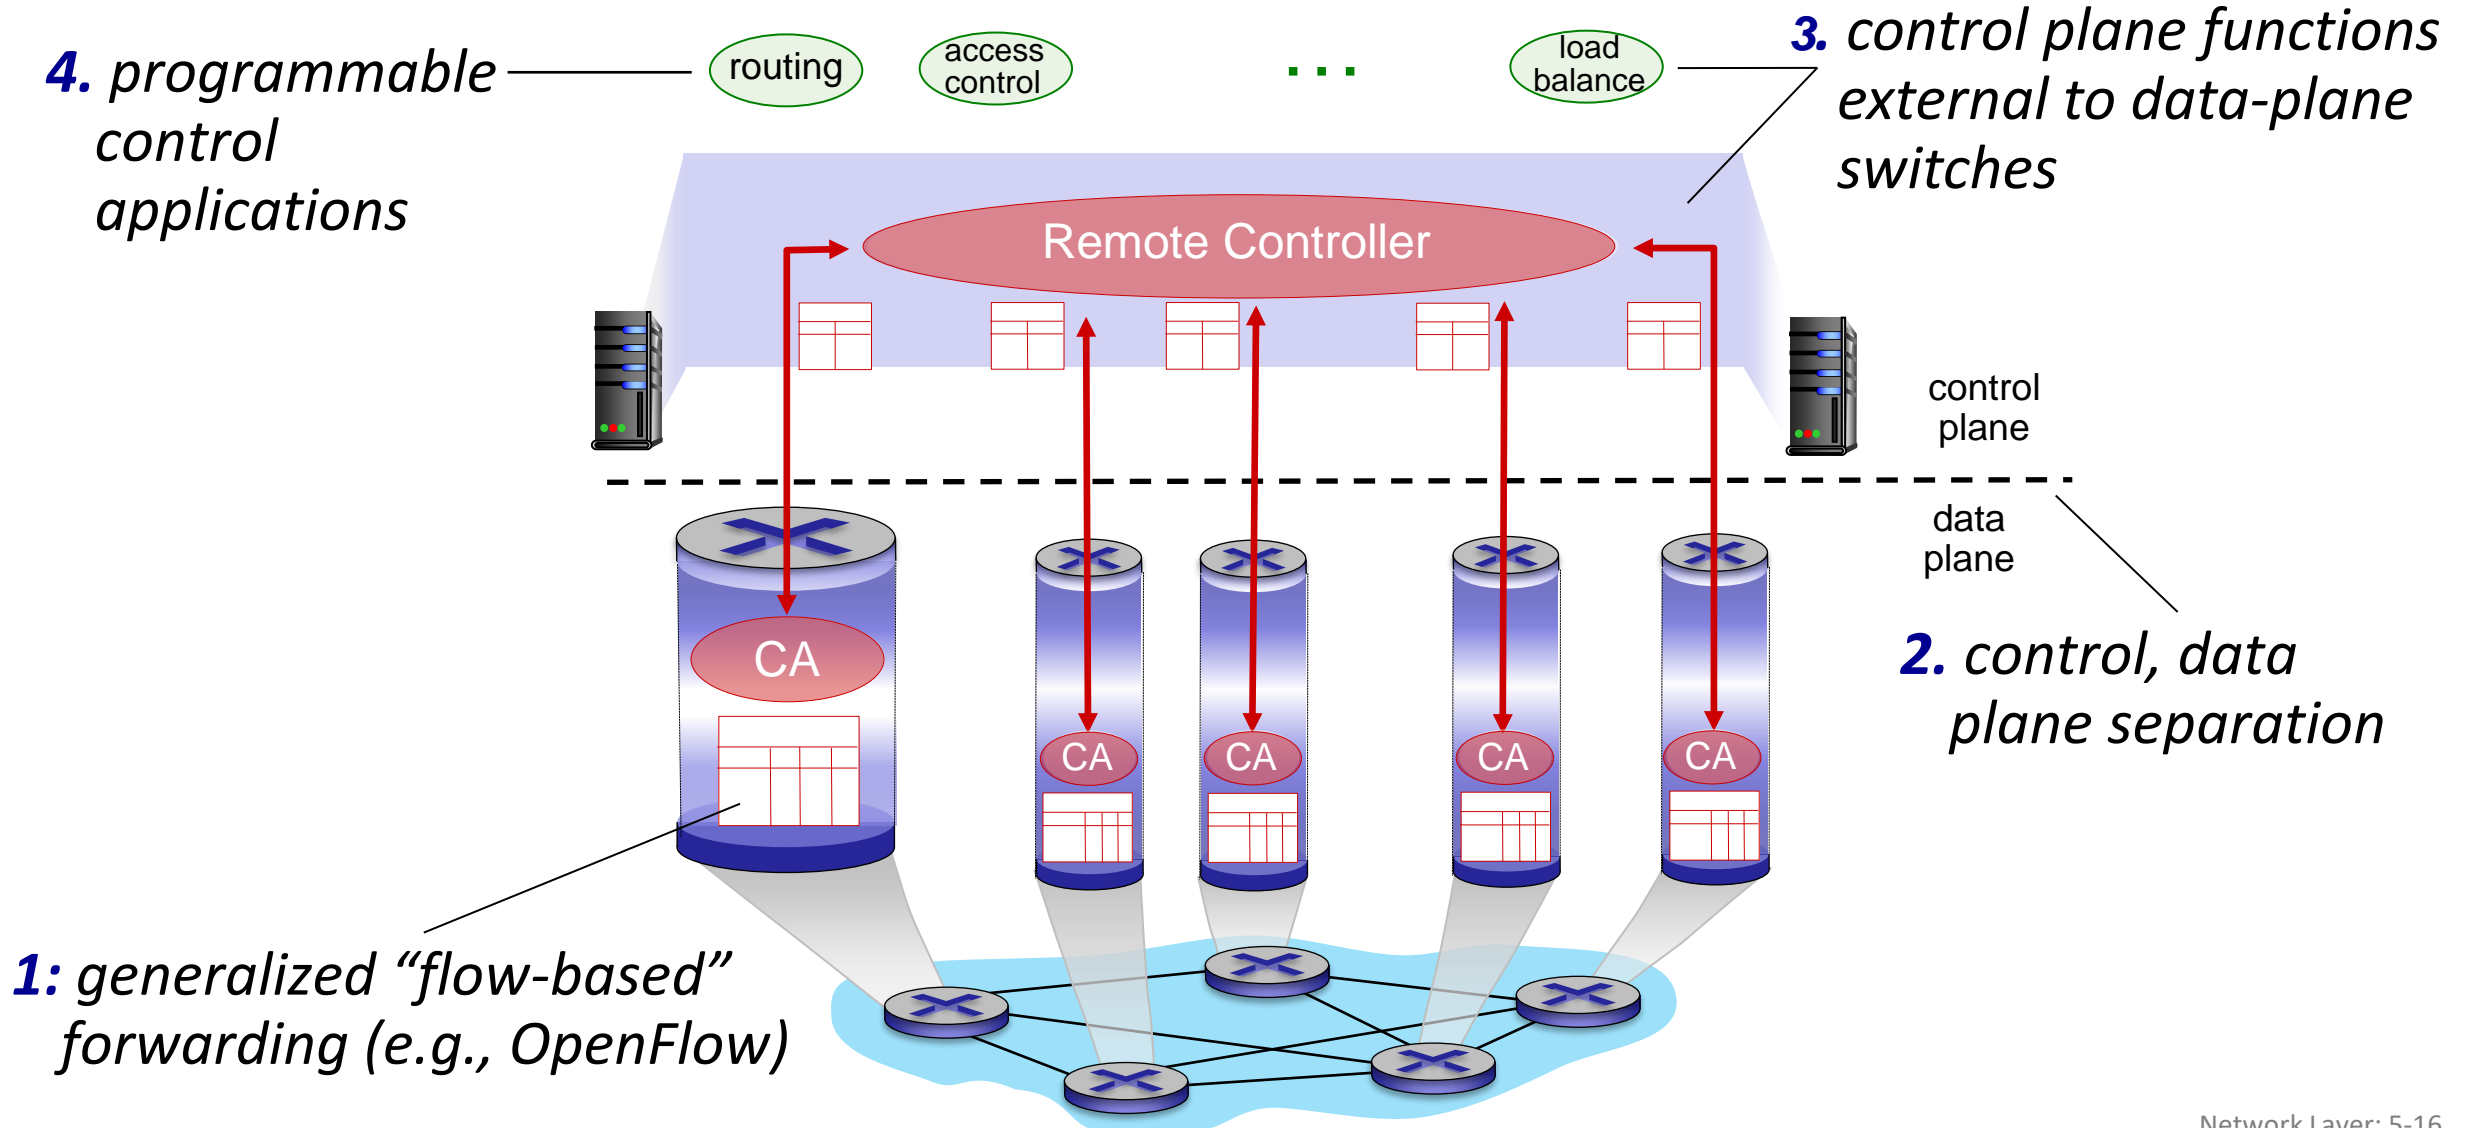 4. programmable
control
applications
routing
access
control
...
load
balance
3. control plane functions
external to data-plane
switches
Remote Controller
control
plane
data
plane
CA
CA
CA
CA
CA
2. control, data
plane separation
1: generalized “flow-based”
forwarding (e.g., OpenFlow)
Network Layer: 5-16